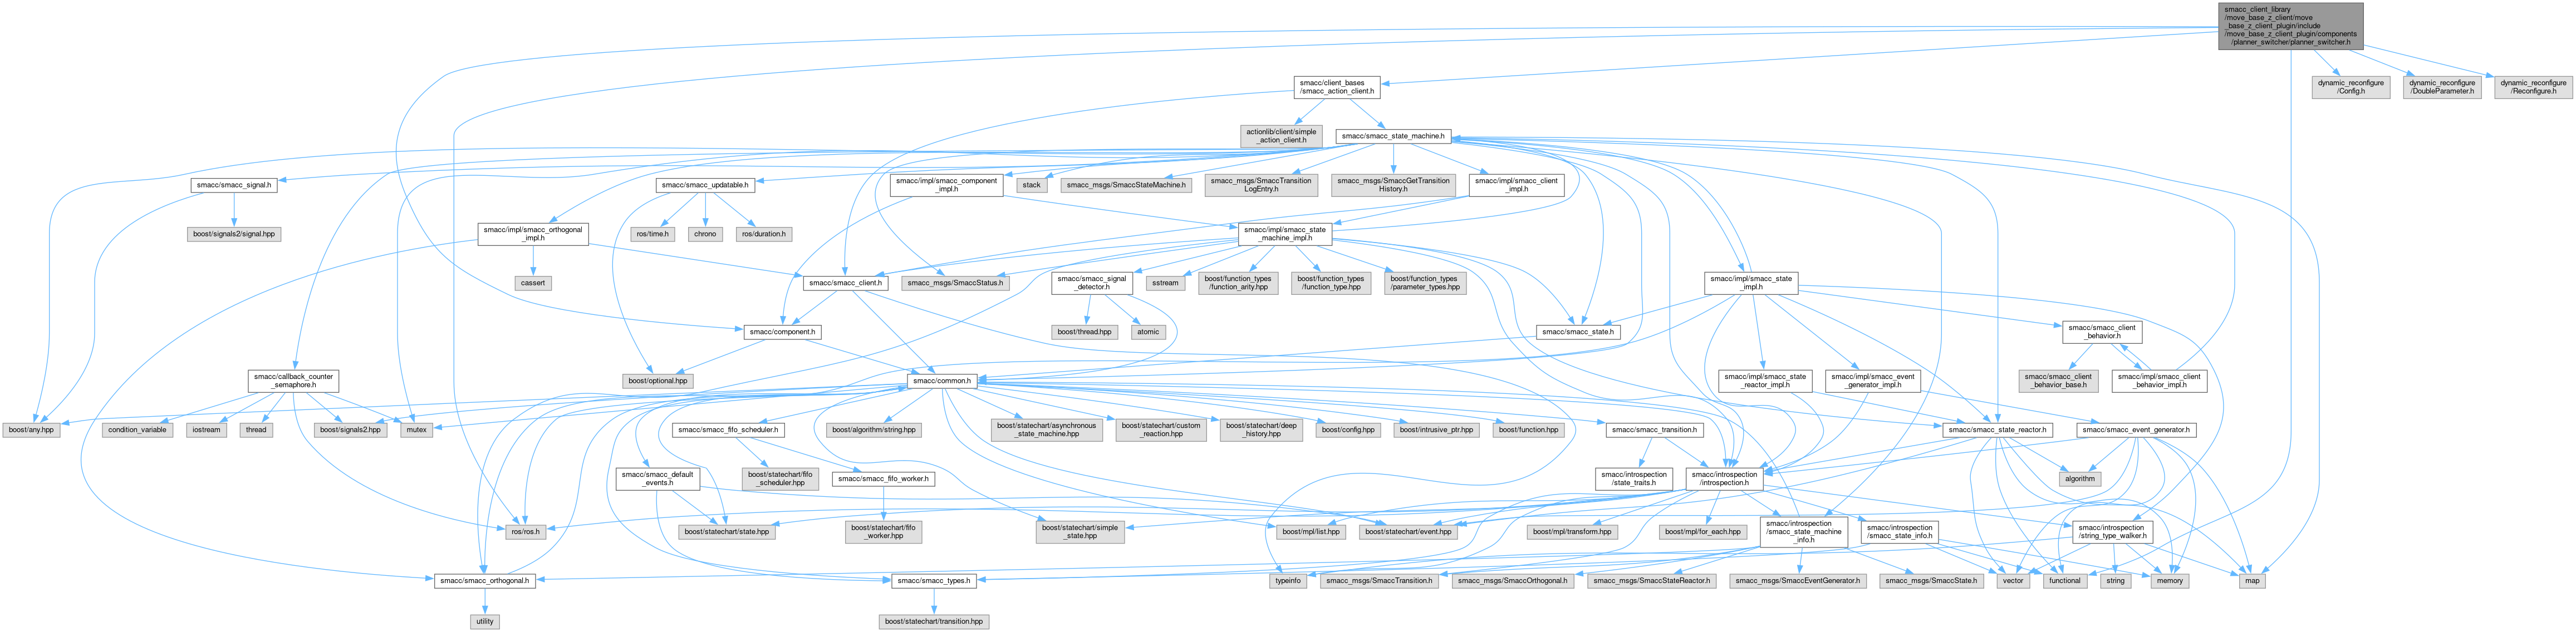 smacc_client_library
/move_base_z_client/move
_base_z_client_plugin/include
/move_base_z_client_plugin/components
/planner_switcher/planner_switcher.h
smacc/client_bases
/smacc_action_client.h
dynamic_reconfigure
/Config.h
dynamic_reconfigure
/DoubleParameter.h
dynamic_reconfigure
/Reconfigure.h
actionlib/client/simple
_action_client.h
smacc/smacc_state_machine.h
smacc/smacc_signal.h
smacc/smacc_updatable.h
smacc/impl/smacc_component
_impl.h
stack
smacc_msgs/SmaccStateMachine.h
smacc_msgs/SmaccTransition
LogEntry.h
smacc_msgs/SmaccGetTransition
History.h
smacc/impl/smacc_client
_impl.h
boost/signals2/signal.hpp
smacc/impl/smacc_orthogonal
_impl.h
ros/time.h
chrono
ros/duration.h
smacc/impl/smacc_state
_machine_impl.h
cassert
smacc/smacc_client.h
smacc_msgs/SmaccStatus.h
smacc/smacc_signal
_detector.h
sstream
boost/function_types
/function_arity.hpp
boost/function_types
/function_type.hpp
boost/function_types
/parameter_types.hpp
smacc/impl/smacc_state
_impl.h
smacc/component.h
boost/thread.hpp
atomic
smacc/smacc_state.h
smacc/smacc_client
_behavior.h
smacc/callback_counter
_semaphore.h
boost/optional.hpp
smacc/common.h
smacc/impl/smacc_state
_reactor_impl.h
smacc/impl/smacc_event
_generator_impl.h
smacc/smacc_client
_behavior_base.h
smacc/impl/smacc_client
_behavior_impl.h
boost/any.hpp
condition_variable
iostream
thread
boost/signals2.hpp
mutex
smacc/smacc_fifo_scheduler.h
boost/algorithm/string.hpp
boost/statechart/asynchronous
_state_machine.hpp
boost/statechart/custom
_reaction.hpp
boost/statechart/deep
_history.hpp
boost/config.hpp
boost/intrusive_ptr.hpp
boost/function.hpp
smacc/smacc_transition.h
smacc/smacc_state_reactor.h
smacc/smacc_event_generator.h
smacc/smacc_default
_events.h
boost/statechart/fifo
_scheduler.hpp
smacc/smacc_fifo_worker.h
smacc/introspection
/state_traits.h
smacc/introspection
/introspection.h
algorithm
ros/ros.h
boost/statechart/state.hpp
boost/statechart/fifo
_worker.hpp
boost/statechart/simple
_state.hpp
boost/mpl/list.hpp
boost/statechart/event.hpp
boost/mpl/transform.hpp
boost/mpl/for_each.hpp
smacc/introspection
/smacc_state_machine
_info.h
smacc/introspection
/smacc_state_info.h
smacc/introspection
/string_type_walker.h
smacc/smacc_orthogonal.h
smacc/smacc_types.h
typeinfo
smacc_msgs/SmaccTransition.h
smacc_msgs/SmaccOrthogonal.h
smacc_msgs/SmaccStateReactor.h
smacc_msgs/SmaccEventGenerator.h
smacc_msgs/SmaccState.h
vector
functional
string
memory
map
utility
boost/statechart/transition.hpp